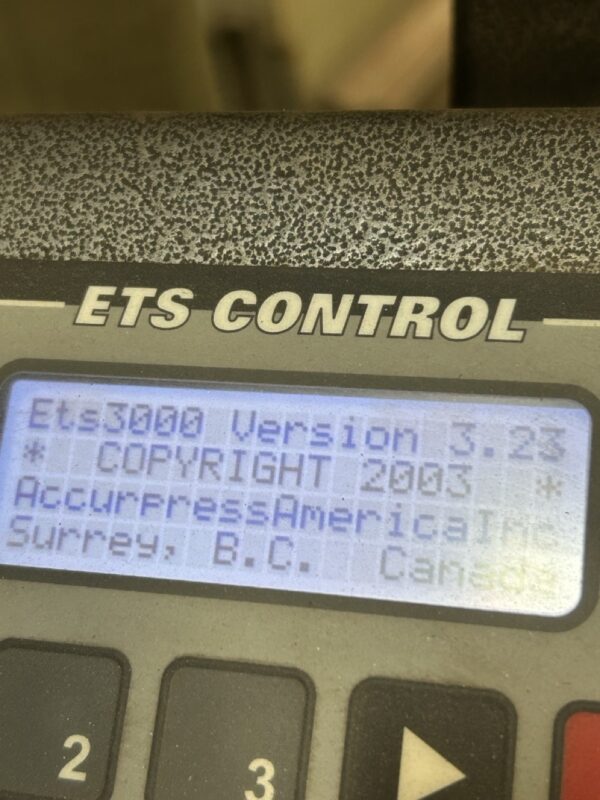 ETS CONTROL
Ets3000 Version 3.23
* COPYRIGHT 2003 *
AccurpressAmericaInc
Surrey, B.C. Canada
2
3